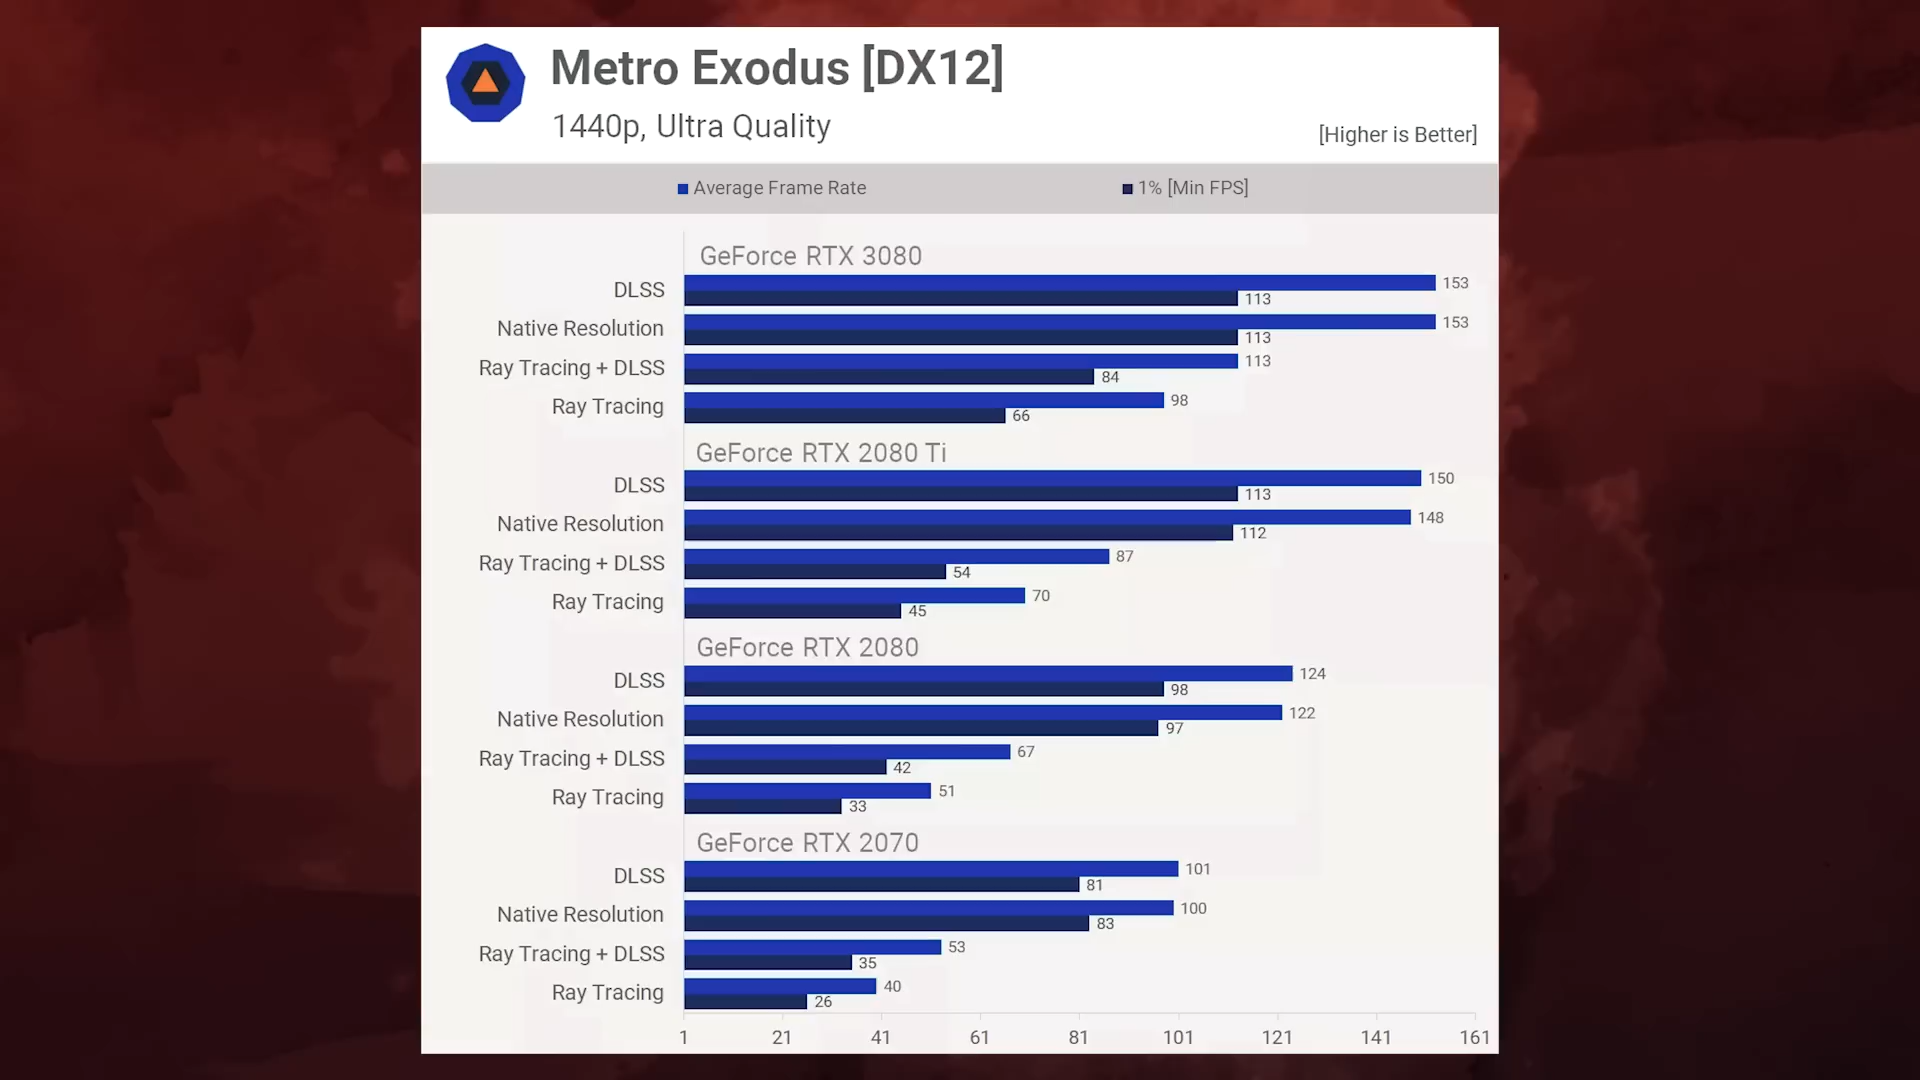 Metro Exodus [DX12]
1440p, Ultra Quality
[Higher is Better]
Average Frame Rate
1% [Min FPS]
GeForce RTX 3080
DLSS 153 113
Native Resolution 153 113
Ray Tracing + DLSS 113 84
Ray Tracing 98 66
GeForce RTX 2080 Ti
DLSS 150 113
Native Resolution 148 112
Ray Tracing + DLSS 87 54
Ray Tracing 70 45
GeForce RTX 2080
DLSS 124 98
Native Resolution 122 97
Ray Tracing + DLSS 67 42
Ray Tracing 51 33
GeForce RTX 2070
DLSS 101 81
Native Resolution 100 83
Ray Tracing + DLSS 53 35
Ray Tracing 40 26
1 21 41 61 81 101 121 141 161